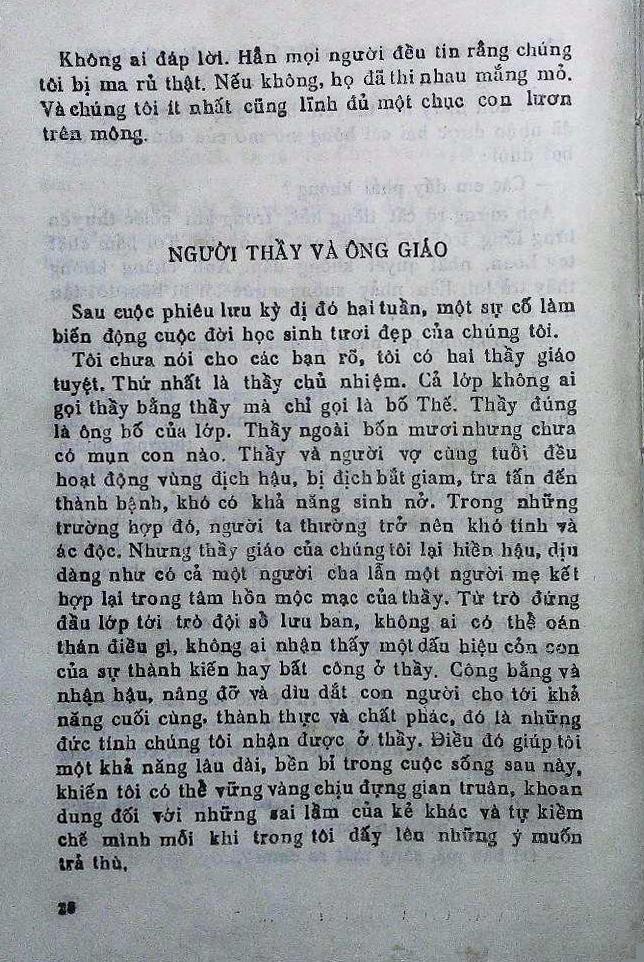 Không ai đáp lời. Hẳn mọi người đều tin rằng chúng
tôi bị ma rủ thật. Nếu không, họ đã thi nhau mắng mỏ.
Và chúng tôi ít nhất cũng lĩnh đủ một chục con lươn
trên mông.
NGƯỜI THẦY VÀ ÔNG GIÁO
Sau cuộc phiêu lưu kỳ dị đó hai tuần, một sự cố làm
biến động cuộc đời học sinh tươi đẹp của chúng tôi.
Tôi chưa nói cho các bạn rõ, tôi có hai thầy giáo
tuyệt. Thứ nhất là thầy chủ nhiệm. Cả lớp không ai
gọi thầy bằng thầy mà chỉ gọi là bố Thế. Thầy đúng
là ông bố của lớp. Thầy ngoài bốn mươi nhưng chưa
có mụn con nào. Thầy và người vợ cùng tuổi đều
hoạt động vùng địch hậu, bị địch bắt giam, tra tấn đến
thành bệnh, khó có khả năng sinh nở. Trong những
trường hợp đó, người ta thường trở nên khó tính và
ác độc. Nhưng thầy giáo của chúng tôi lại hiền hậu, dịu
dàng như có cả một người cha lẫn một người mẹ kết
hợp lại trong tâm hồn mộc mạc của thầy. Từ trò đứng
đầu lớp tới trò đội sổ lưu ban, không ai có thể oán
thán điều gì, không ai nhận thấy một dấu hiệu cỏn con
của sự thành kiến hay bất công ở thầy. Công bằng và
nhận hậu, nâng đỡ và dìu dắt con người cho tới khả
năng cuối cùng, thành thực và chất phác, đó là những
đức tính chúng tôi nhận được ở thầy. Điều đó giúp tôi
một khả năng lâu dài, bền bỉ trong cuộc sống sau này,
khiến tôi có thể vững vàng chịu đựng gian truân, khoan
dung đối với những sai lầm của kẻ khác và tự kiềm
chế mình mỗi khi trong tôi dấy lên những ý muốn
trả thù.
28